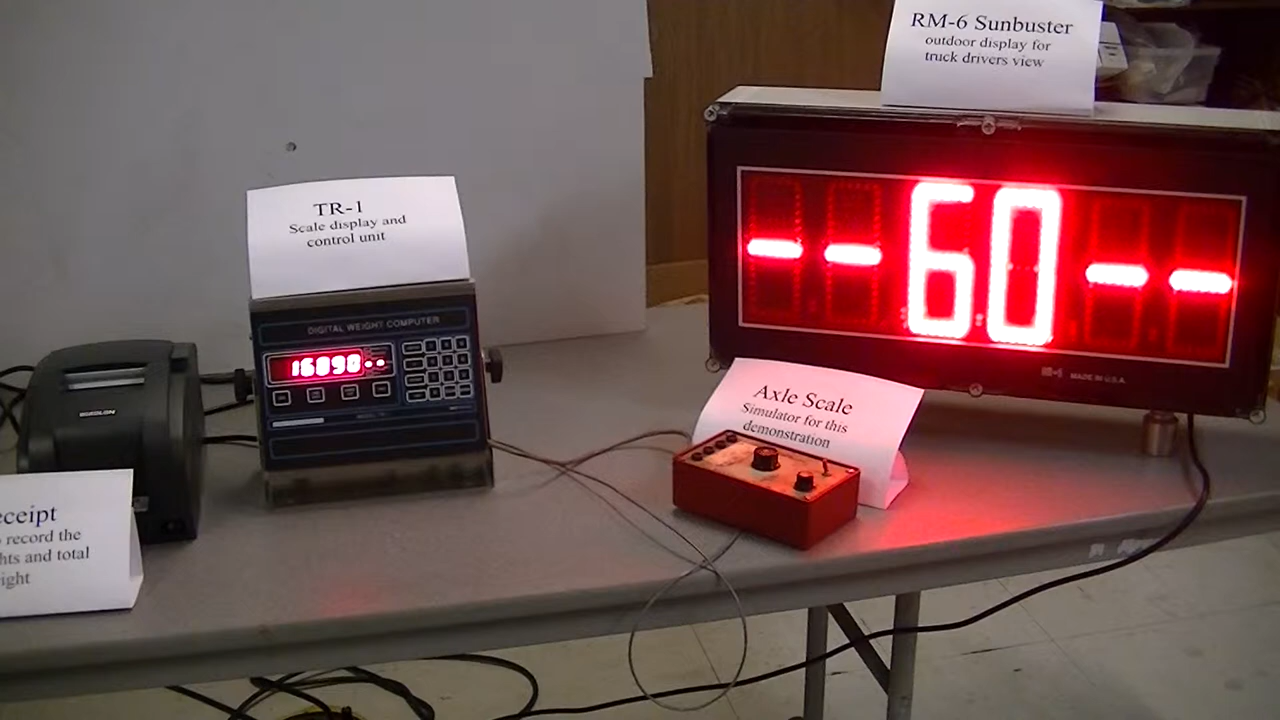 RM-6 Sunbuster
outdoor display for
truck drivers view
TR-1
Scale display and
control unit
DIGITAL WEIGHT COMPUTER
16890
--60--
MADE IN U.S.A.
Axle Scale
Simulator for this
demonstration
eceipt
record the
hts and total
ight